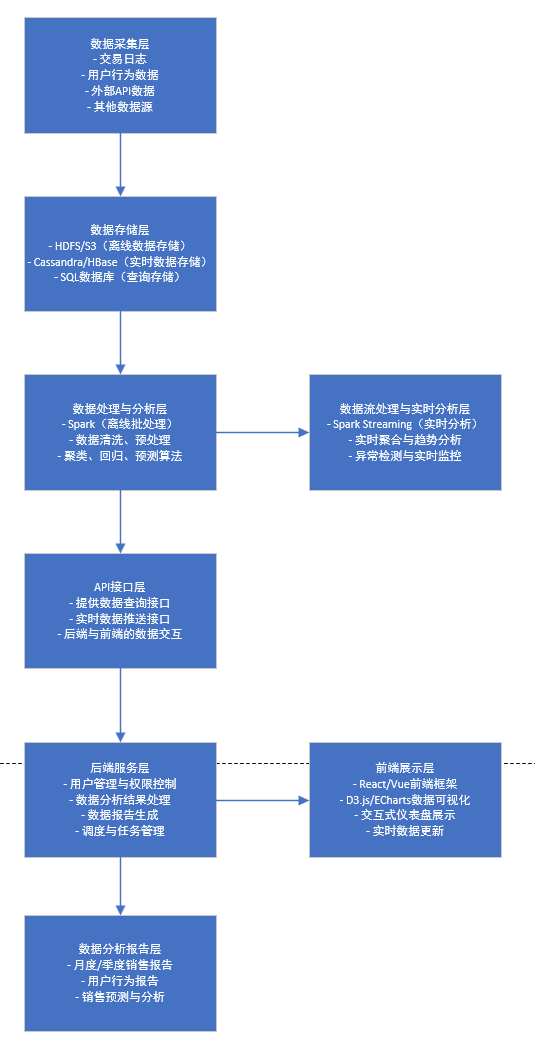 数据采集层
- 交易日志
- 用户行为数据
- 外部API数据
- 其他数据源
数据存储层
- HDFS/S3（离线数据存储）
- Cassandra/HBase（实时数据存储）
- SQL数据库（查询存储）
数据处理与分析层
- Spark（离线批处理）
- 数据清洗、预处理
- 聚类、回归、预测算法
数据流处理与实时分析层
- Spark Streaming（实时分析）
- 实时聚合与趋势分析
- 异常检测与实时监控
API接口层
- 提供数据查询接口
- 实时数据推送接口
- 后端与前端的数据交互
后端服务层
- 用户管理与权限控制
- 数据分析结果处理
- 数据报告生成
- 调度与任务管理
前端展示层
- React/Vue前端框架
- D3.js/ECharts数据可视化
- 交互式仪表盘展示
- 实时数据更新
数据分析报告层
- 月度/季度销售报告
- 用户行为报告
- 销售预测与分析